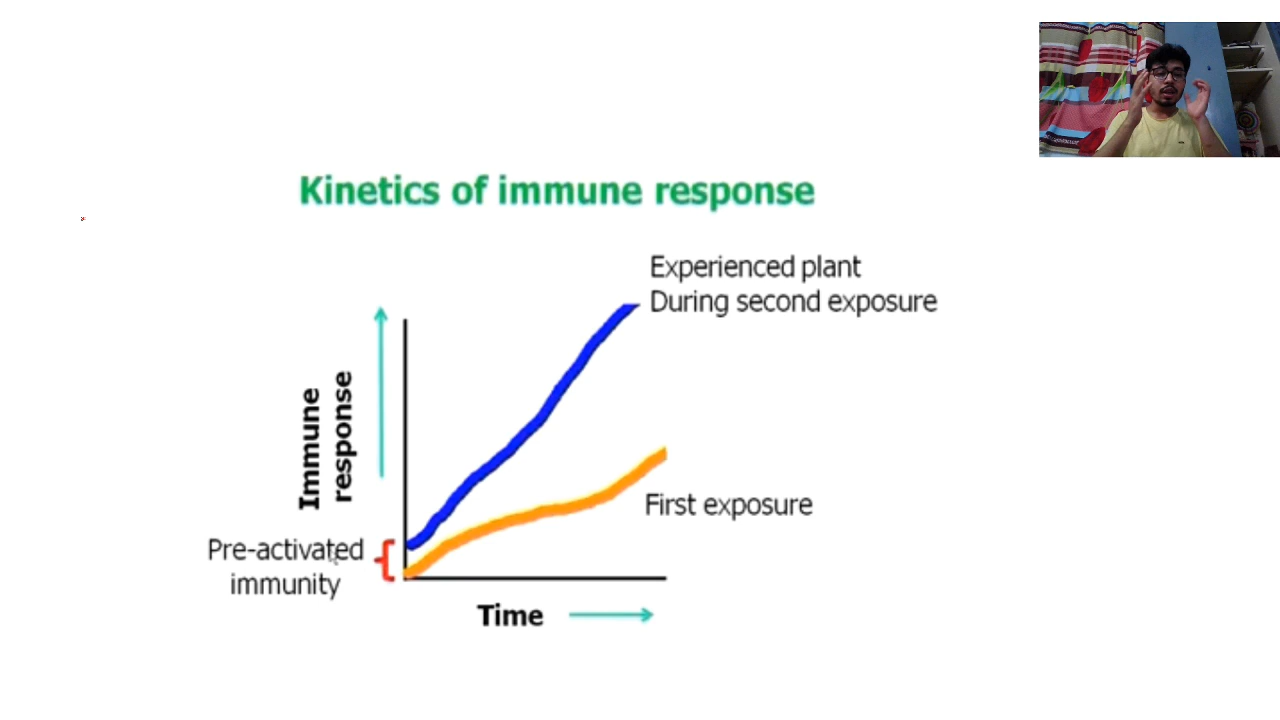 Kinetics of immune response
Experienced plant
During second exposure
Immune
response
First exposure
Pre-activated
immunity
Time